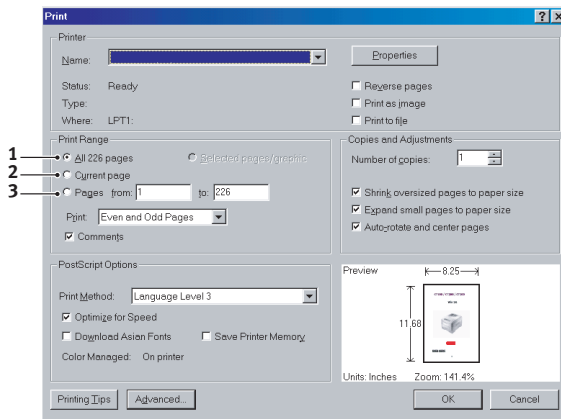 Print
Printer
Name:
Properties
Status: Ready
Reverse pages
Type:
Print as image
Where: LPT1:
Print to file
Print Range
Copies and Adjustments
1 All 226 pages Selected pages/graphic
Number of copies: 1
2 Current page
3 Pages from: 1 to: 226
Shrink oversized pages to paper size
Print: Even and Odd Pages
Expand small pages to paper size
Comments
Auto-rotate and center pages
PostScript Options
Preview 8.25
Print Method: Language Level 3
Optimize for Speed
11.68
Download Asian Fonts Save Printer Memory
Color Managed: On printer
Units: Inches Zoom: 141.4%
Printing Tips Advanced... OK Cancel